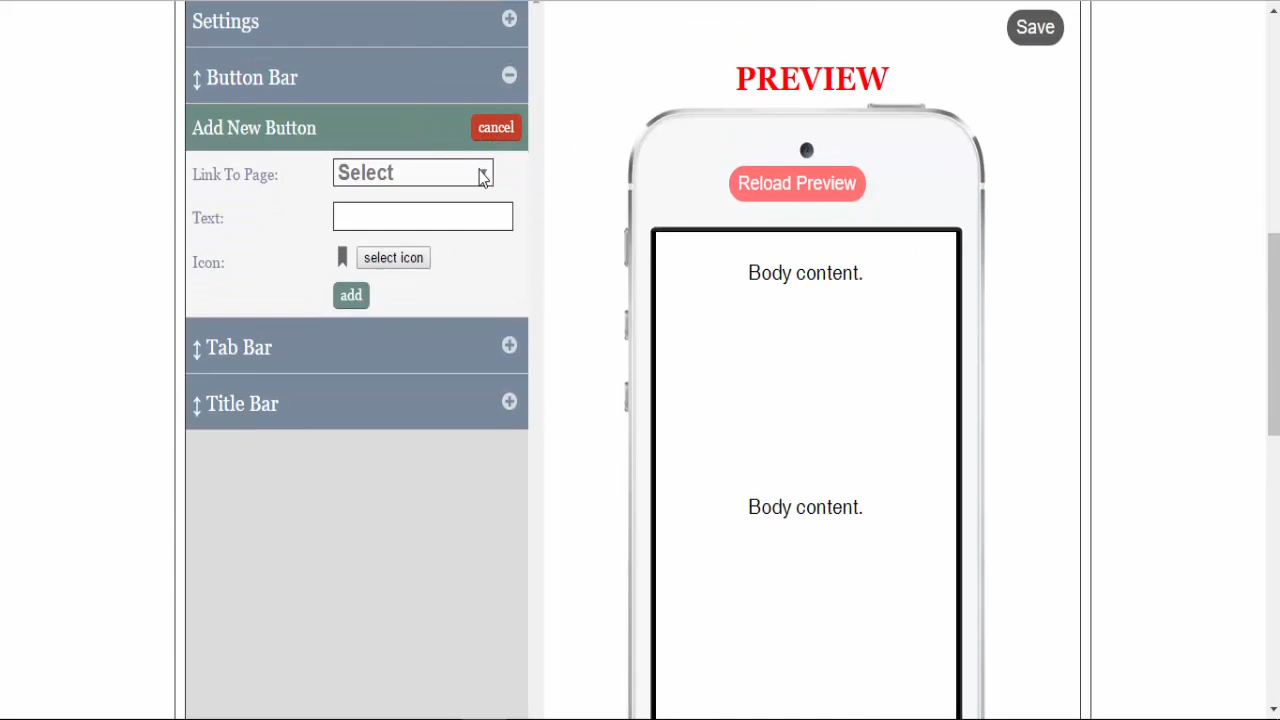 Settings
Button Bar
Add New Button
cancel
Link To Page:
Select
Text:
Icon:
select icon
add
Tab Bar
Title Bar
Save
PREVIEW
Reload Preview
Body content.
Body content.